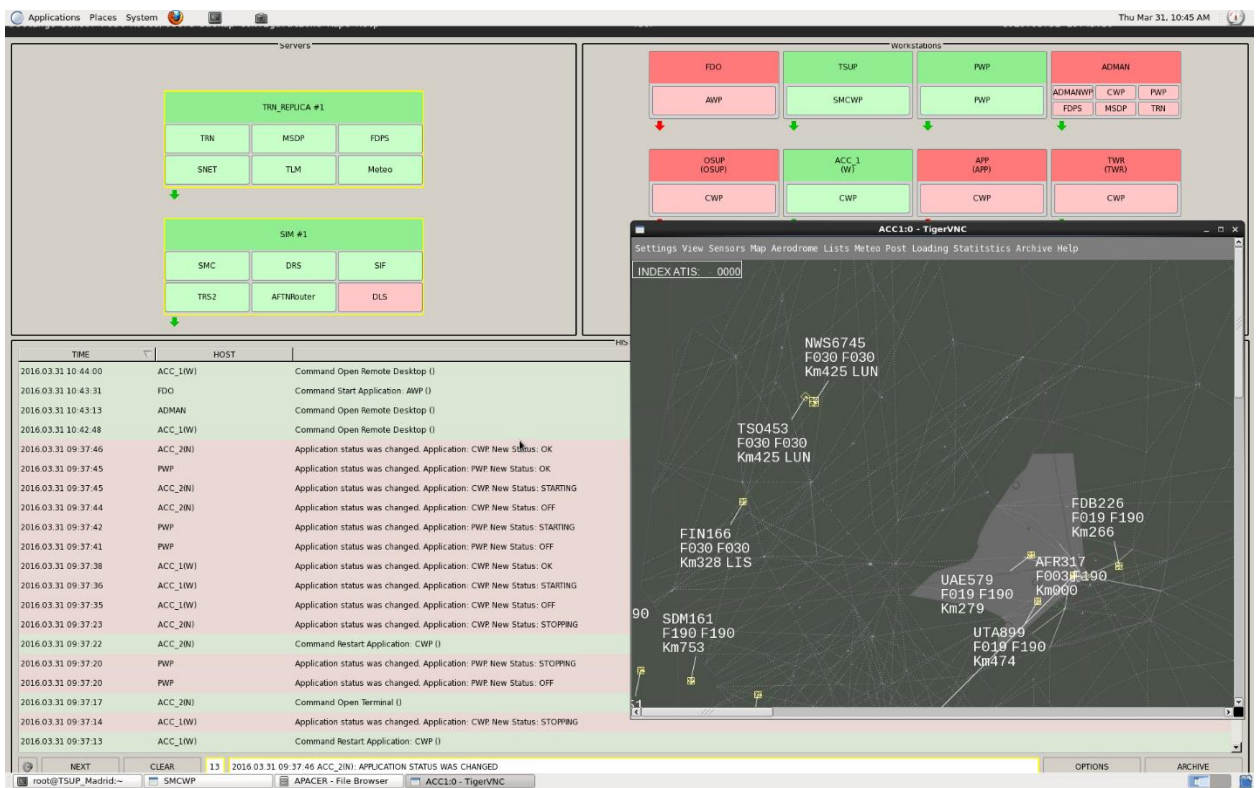 Applications Places System
Thu Mar 31, 10:45 AM
Servers
Workstations
TRN_REPLICA #1
TRN MSDP FDPS
SNET TLM Meteo
SIM #1
SMC DRS SIF
TRS2 AFTNRouter DLS
FDO TSUP PWP ADMAN
AWP SMCWP PWP
ADMANWP CWP PWP
FDPS MSDP TRN
OSUP ACC_1 APP TWR
(OSUP) (W) (APP) (TWR)
CWP CWP CWP CWP
ACC1:0 - TigerVNC
Settings View Sensors Map Aerodrome Lists Meteo Post Loading Statitstics Archive Help
INDEX ATIS: 0000
NWS6745
F030 F030
Km425 LUN
TSO453
F030 F030
Km425 LUN
FIN166
F030 F030
Km328 LIS
FDB226
F019 F190
Km266
AFR317
F003 F190
Km000
UAE579
F019 F190
Km279
90
SDM161
F190 F190
Km753
UTA899
F019 F190
Km474
TIME HOST
2016.03.31 10:44:00 ACC_1(W) Command Open Remote Desktop ()
2016.03.31 10:43:31 FDO Command Start Application: AWP ()
2016.03.31 10:43:13 ADMAN Command Open Remote Desktop ()
2016.03.31 10:42:48 ACC_1(W) Command Open Remote Desktop ()
2016.03.31 09:37:46 ACC_2(N) Application status was changed. Application: CWP. New Status: OK
2016.03.31 09:37:45 PWP Application status was changed. Application: PWP. New Status: OK
2016.03.31 09:37:45 ACC_2(N) Application status was changed. Application: CWP. New Status: STARTING
2016.03.31 09:37:44 ACC_2(N) Application status was changed. Application: CWP. New Status: OFF
2016.03.31 09:37:42 PWP Application status was changed. Application: PWP. New Status: STARTING
2016.03.31 09:37:41 PWP Application status was changed. Application: PWP. New Status: OFF
2016.03.31 09:37:38 ACC_1(W) Application status was changed. Application: CWP. New Status: OK
2016.03.31 09:37:36 ACC_1(W) Application status was changed. Application: CWP. New Status: STARTING
2016.03.31 09:37:35 ACC_1(W) Application status was changed. Application: CWP. New Status: OFF
2016.03.31 09:37:23 ACC_2(N) Application status was changed. Application: CWP. New Status: STOPPING
2016.03.31 09:37:22 ACC_2(N) Command Restart Application: CWP ()
2016.03.31 09:37:20 PWP Application status was changed. Application: PWP. New Status: STOPPING
2016.03.31 09:37:20 PWP Application status was changed. Application: PWP. New Status: OFF
2016.03.31 09:37:17 ACC_2(N) Command Open Terminal ()
2016.03.31 09:37:14 ACC_1(W) Application status was changed. Application: CWP. New Status: STOPPING
2016.03.31 09:37:13 ACC_1(W) Command Restart Application: CWP ()
NEXT CLEAR 13 2016.03.31 09:37:46 ACC_2(N): APPLICATION STATUS WAS CHANGED OPTIONS ARCHIVE
root@TSUP_Madrid:~ SMCWP APACER - File Browser ACC1:0 - TigerVNC